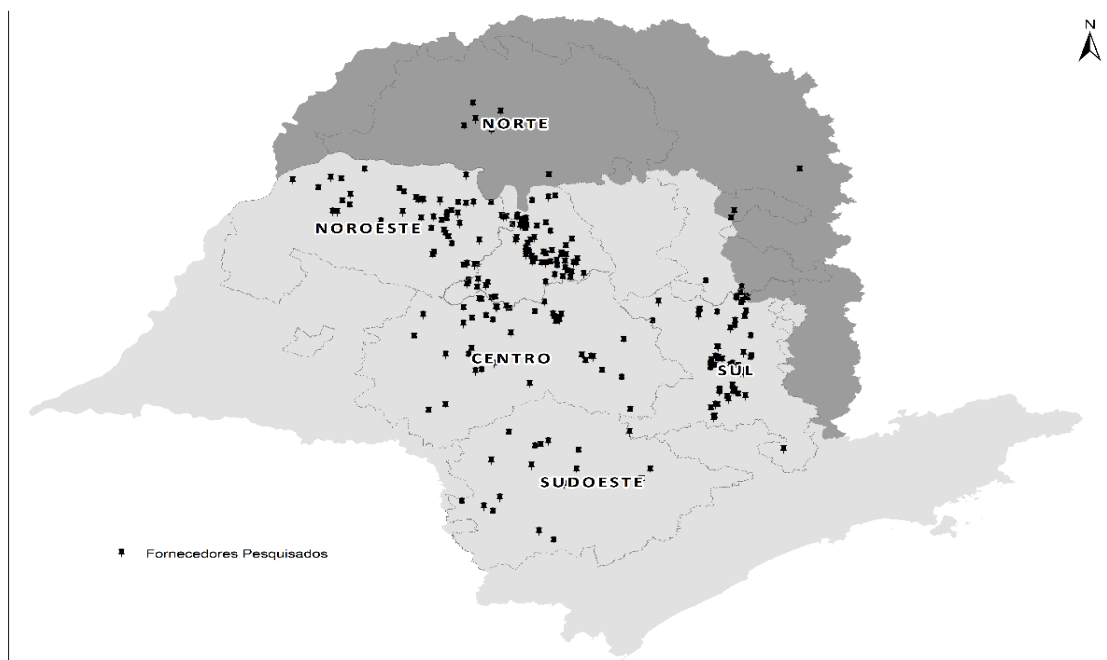 N
NORTE
NOROESTE
CENTRO
SUL
SUDOESTE
Fornecedores Pesquisados